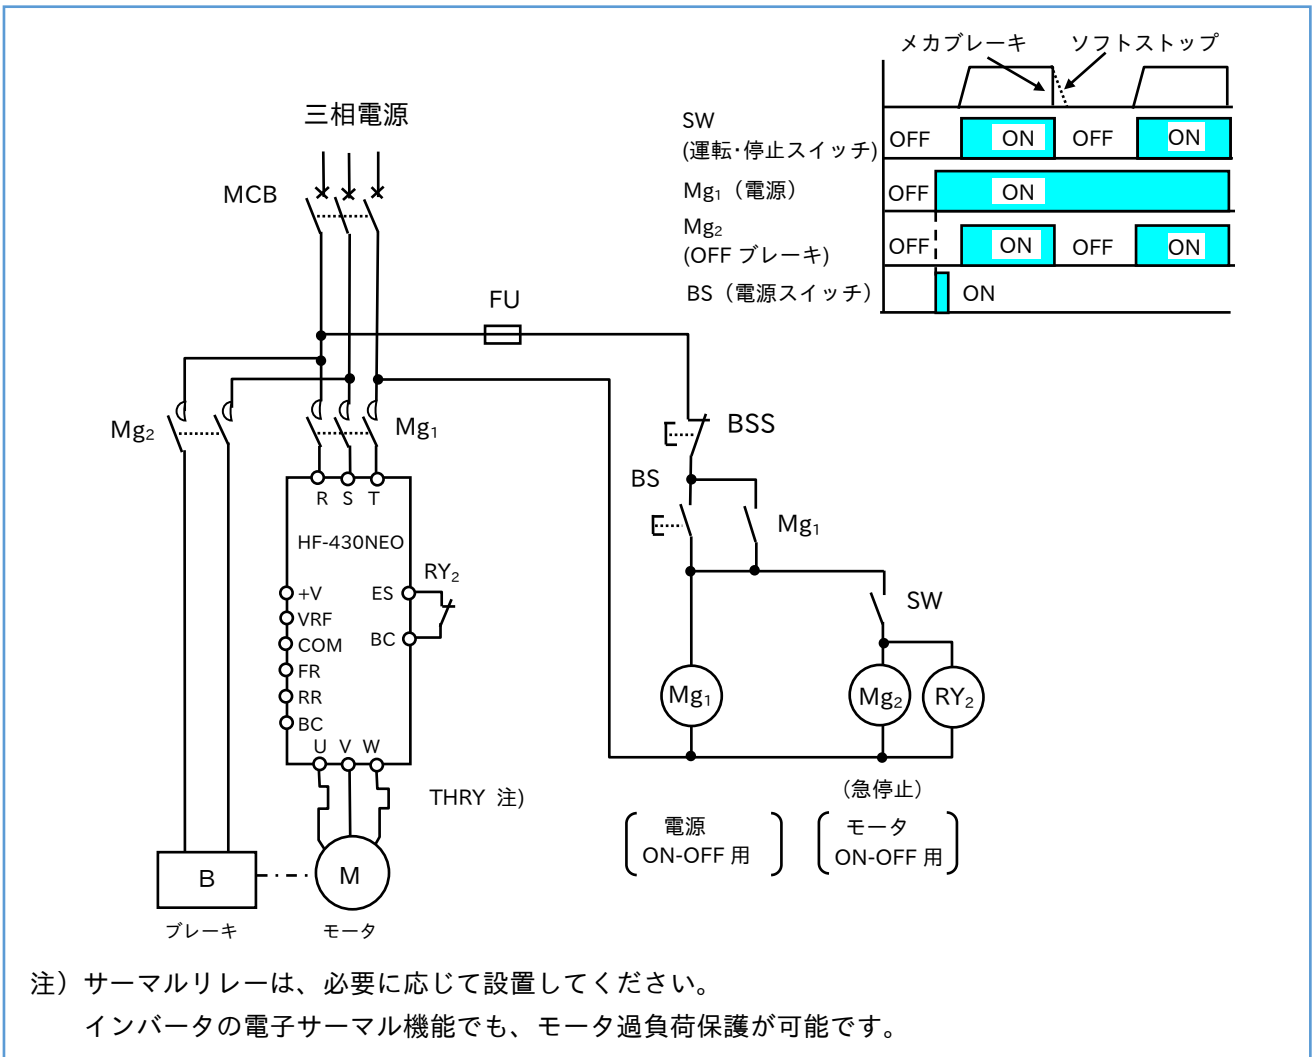 メカブレーキ ソフトストップ
三相電源
SW
(運転･停止スイッチ)
OFF ON OFF ON
MCB
Mg₁（電源）
OFF ON
Mg₂
(OFF ブレーキ)
OFF ON OFF ON
BS（電源スイッチ）
ON
FU
Mg₂
Mg₁
BSS
BS
Mg₁
R S T
HF-430NEO
RY₂
+V
VRF
COM
FR
RR
BC
ES
BC
U V W
SW
Mg₁
Mg₂
RY₂
THRY 注)
（急停止）
電源
ON-OFF 用
モータ
ON-OFF 用
B
M
ブレーキ
モータ
注）サーマルリレーは、必要に応じて設置してください。
インバータの電子サーマル機能でも、モータ過負荷保護が可能です。